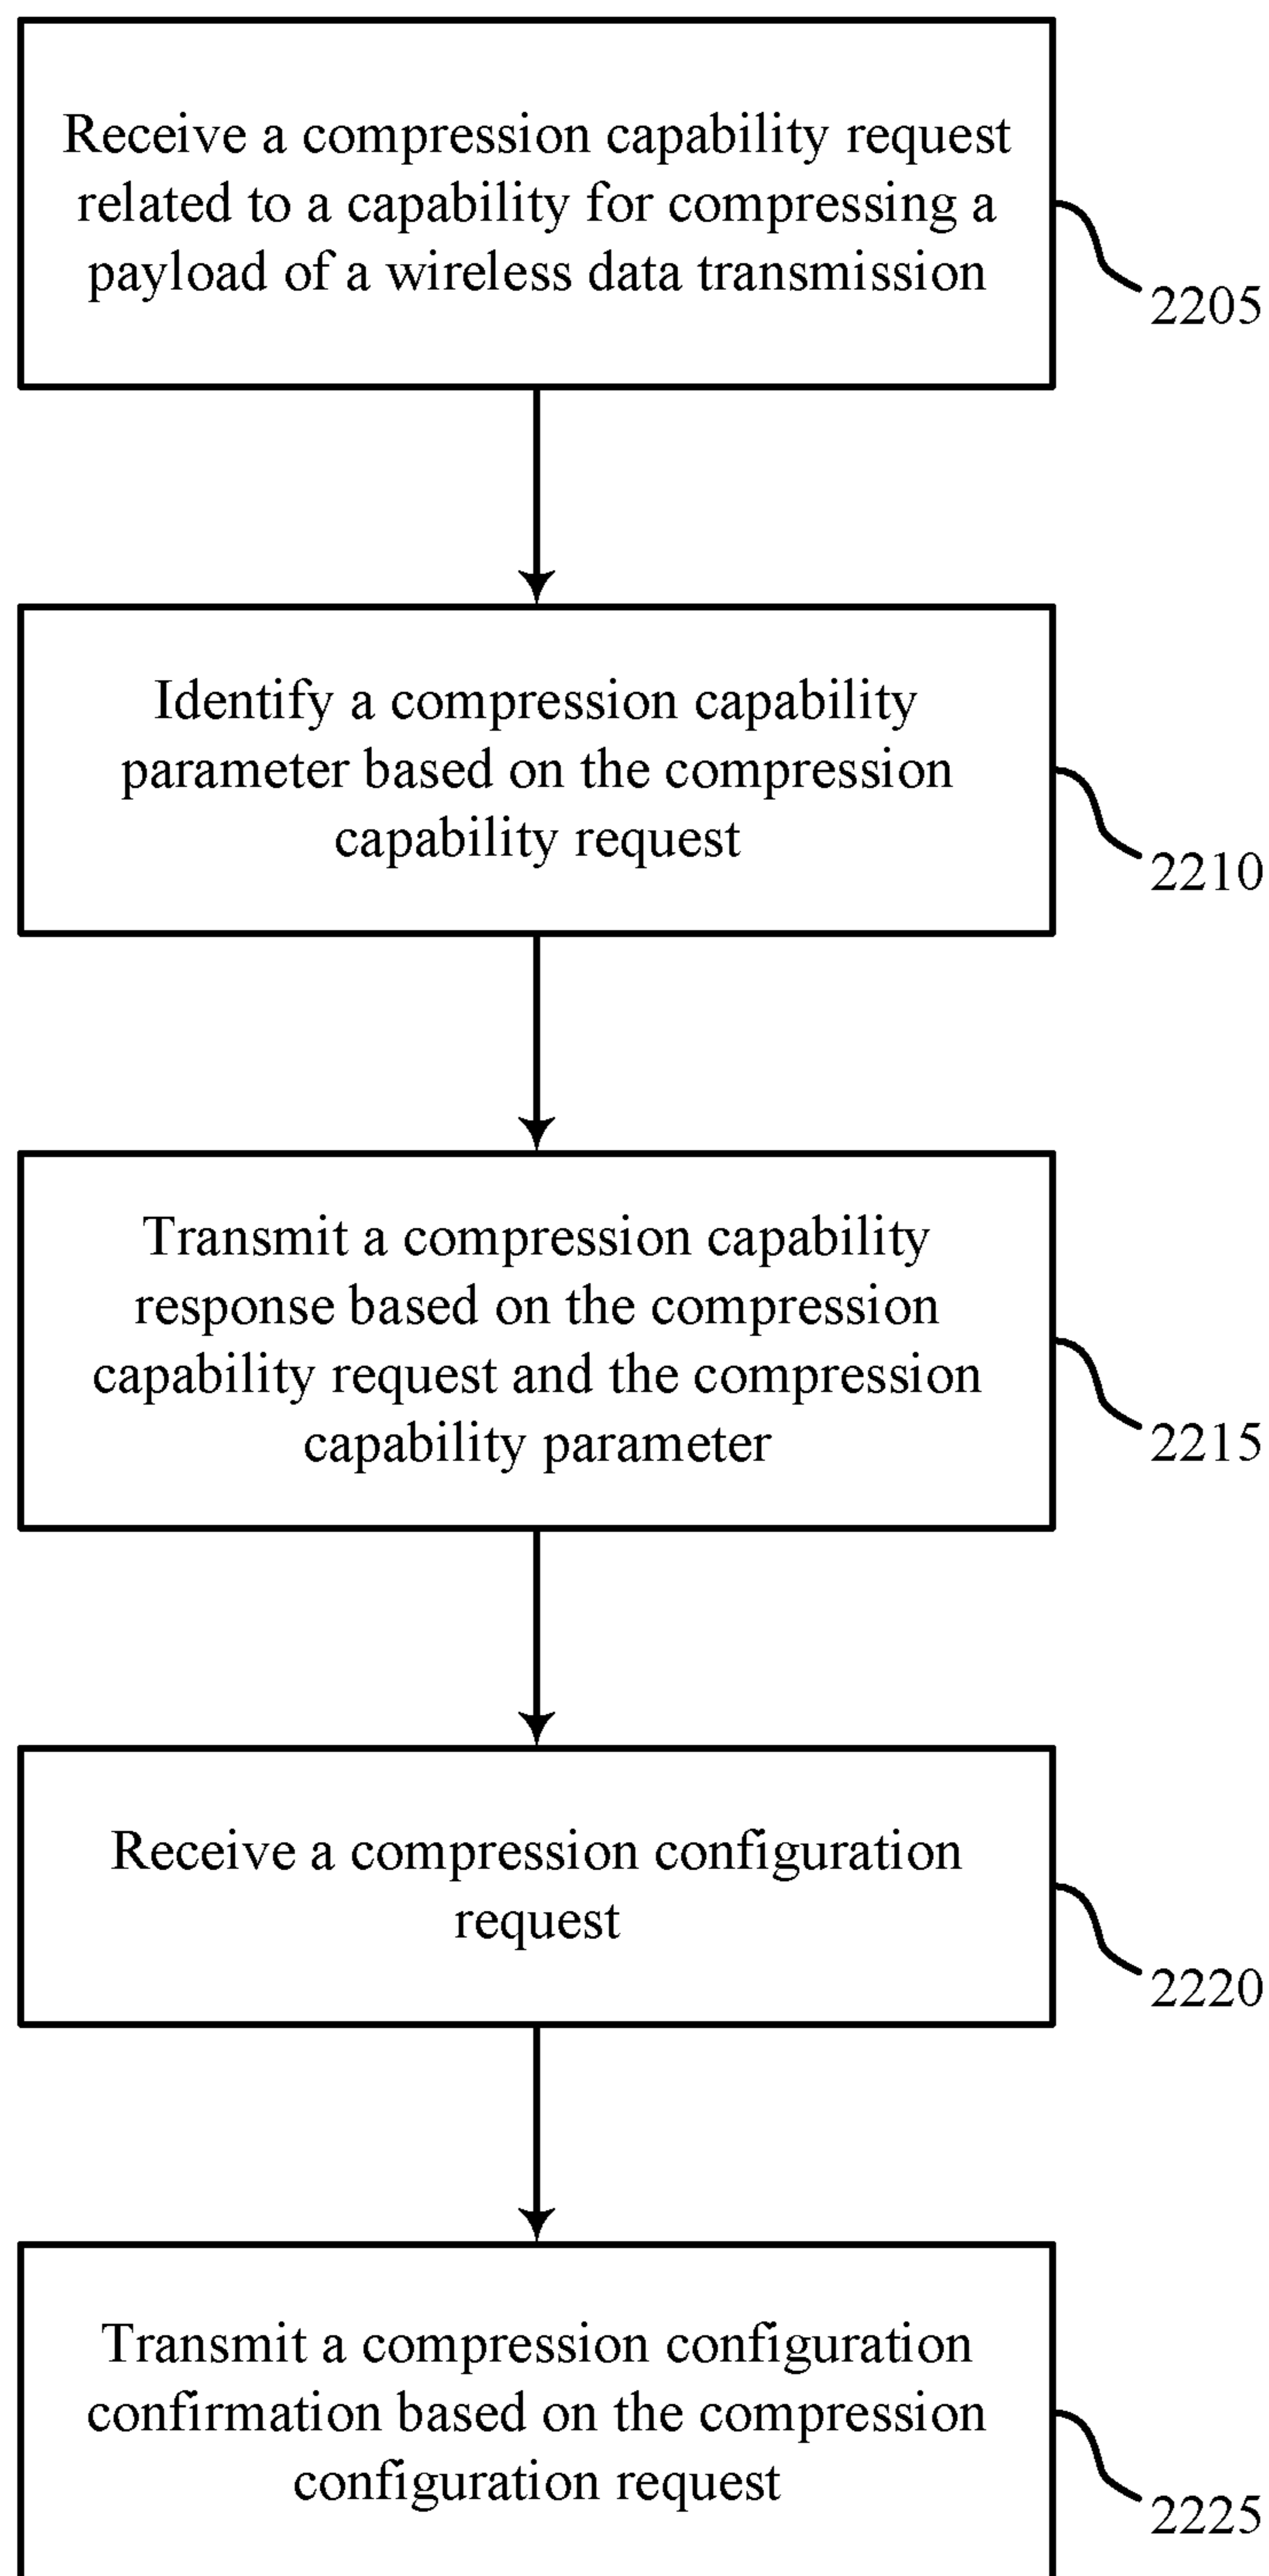 Receive a compression capability request
related to a capability for compressing a
payload of a wireless data transmission
2205
Identify a compression capability
parameter based on the compression
capability request
2210
Transmit a compression capability
response based on the compression
capability request and the compression
capability parameter
2215
Receive a compression configuration
request
2220
Transmit a compression configuration
confirmation based on the compression
configuration request
2225